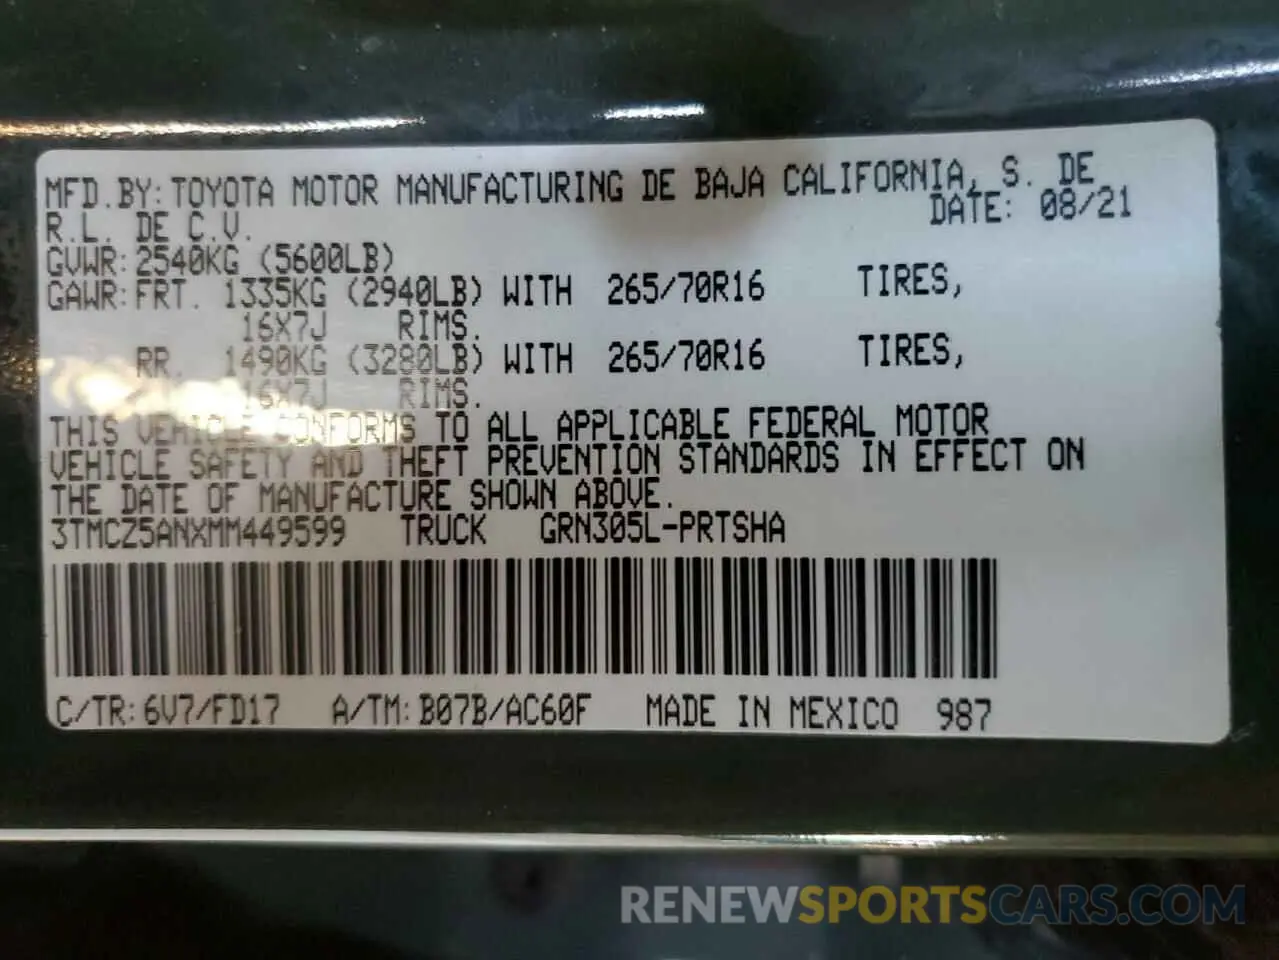 MFD.BY: TOYOTA MOTOR MANUFACTURING DE BAJA CALIFORNIA, S. DE
R.L. DE C.V. DATE: 08/21
GVWR: 2540KG (5600LB)
GAWR: FRT. 1335KG (2940LB) WITH 265/70R16 TIRES,
16X7J RIMS.
RR. 1490KG (3280LB) WITH 265/70R16 TIRES,
16X7J RIMS.
THIS VEHICLE CONFORMS TO ALL APPLICABLE FEDERAL MOTOR
VEHICLE SAFETY AND THEFT PREVENTION STANDARDS IN EFFECT ON
THE DATE OF MANUFACTURE SHOWN ABOVE.
3TMCZ5ANXMM449599 TRUCK GRN305L-PRTSHA
C/TR: 6V7/FD17 A/TM: B07B/AC60F MADE IN MEXICO 987
RENEWSPORTSCARS.COM